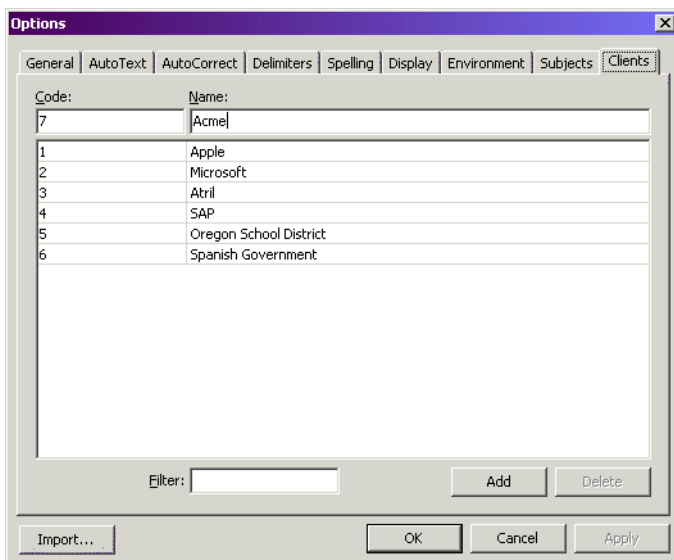 Options
General AutoText AutoCorrect Delimiters Spelling Display Environment Subjects Clients
Code: Name:
7 Acme
1 Apple
2 Microsoft
3 Atril
4 SAP
5 Oregon School District
6 Spanish Government
Filter: Add Delete
Import... OK Cancel Apply